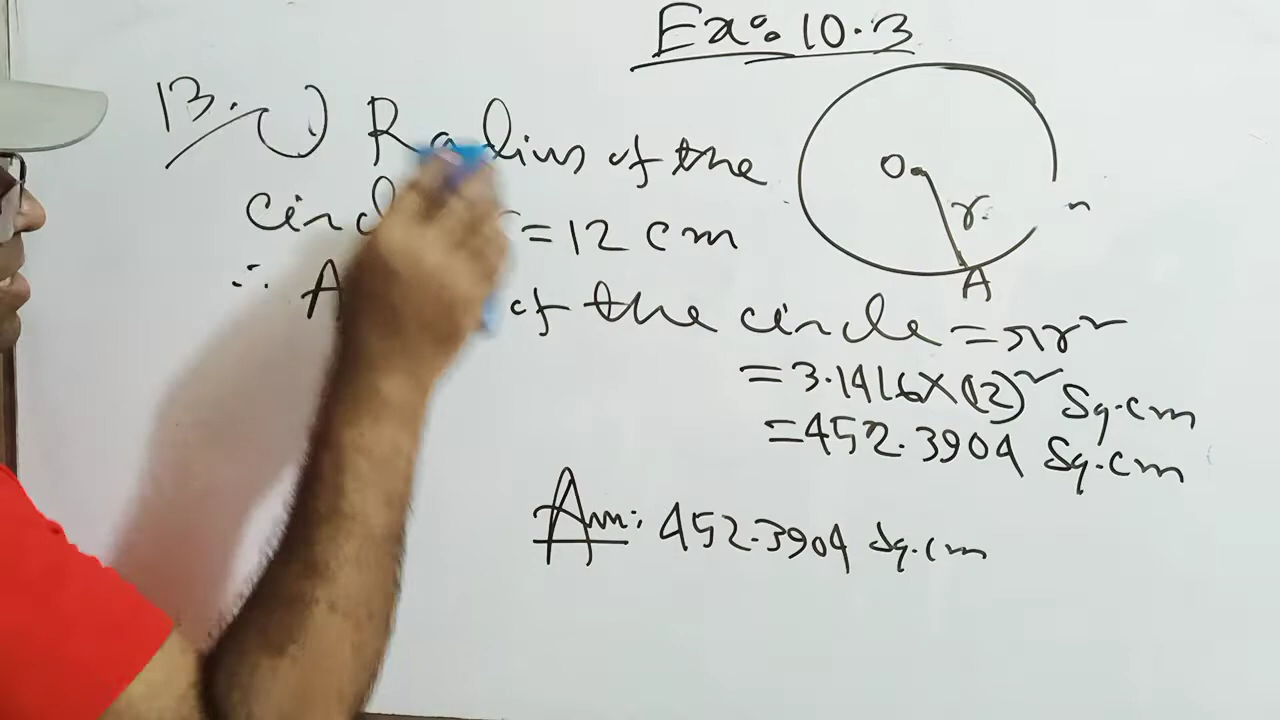 Ex: 10.3
13. ( ) Radius of the
= 12 cm
O
r
A
∴ of the circle = πr²
= 3.1416 × (12)² Sq.cm
= 452.3904 Sq.cm
Ans: 452.3904 Sq.cm